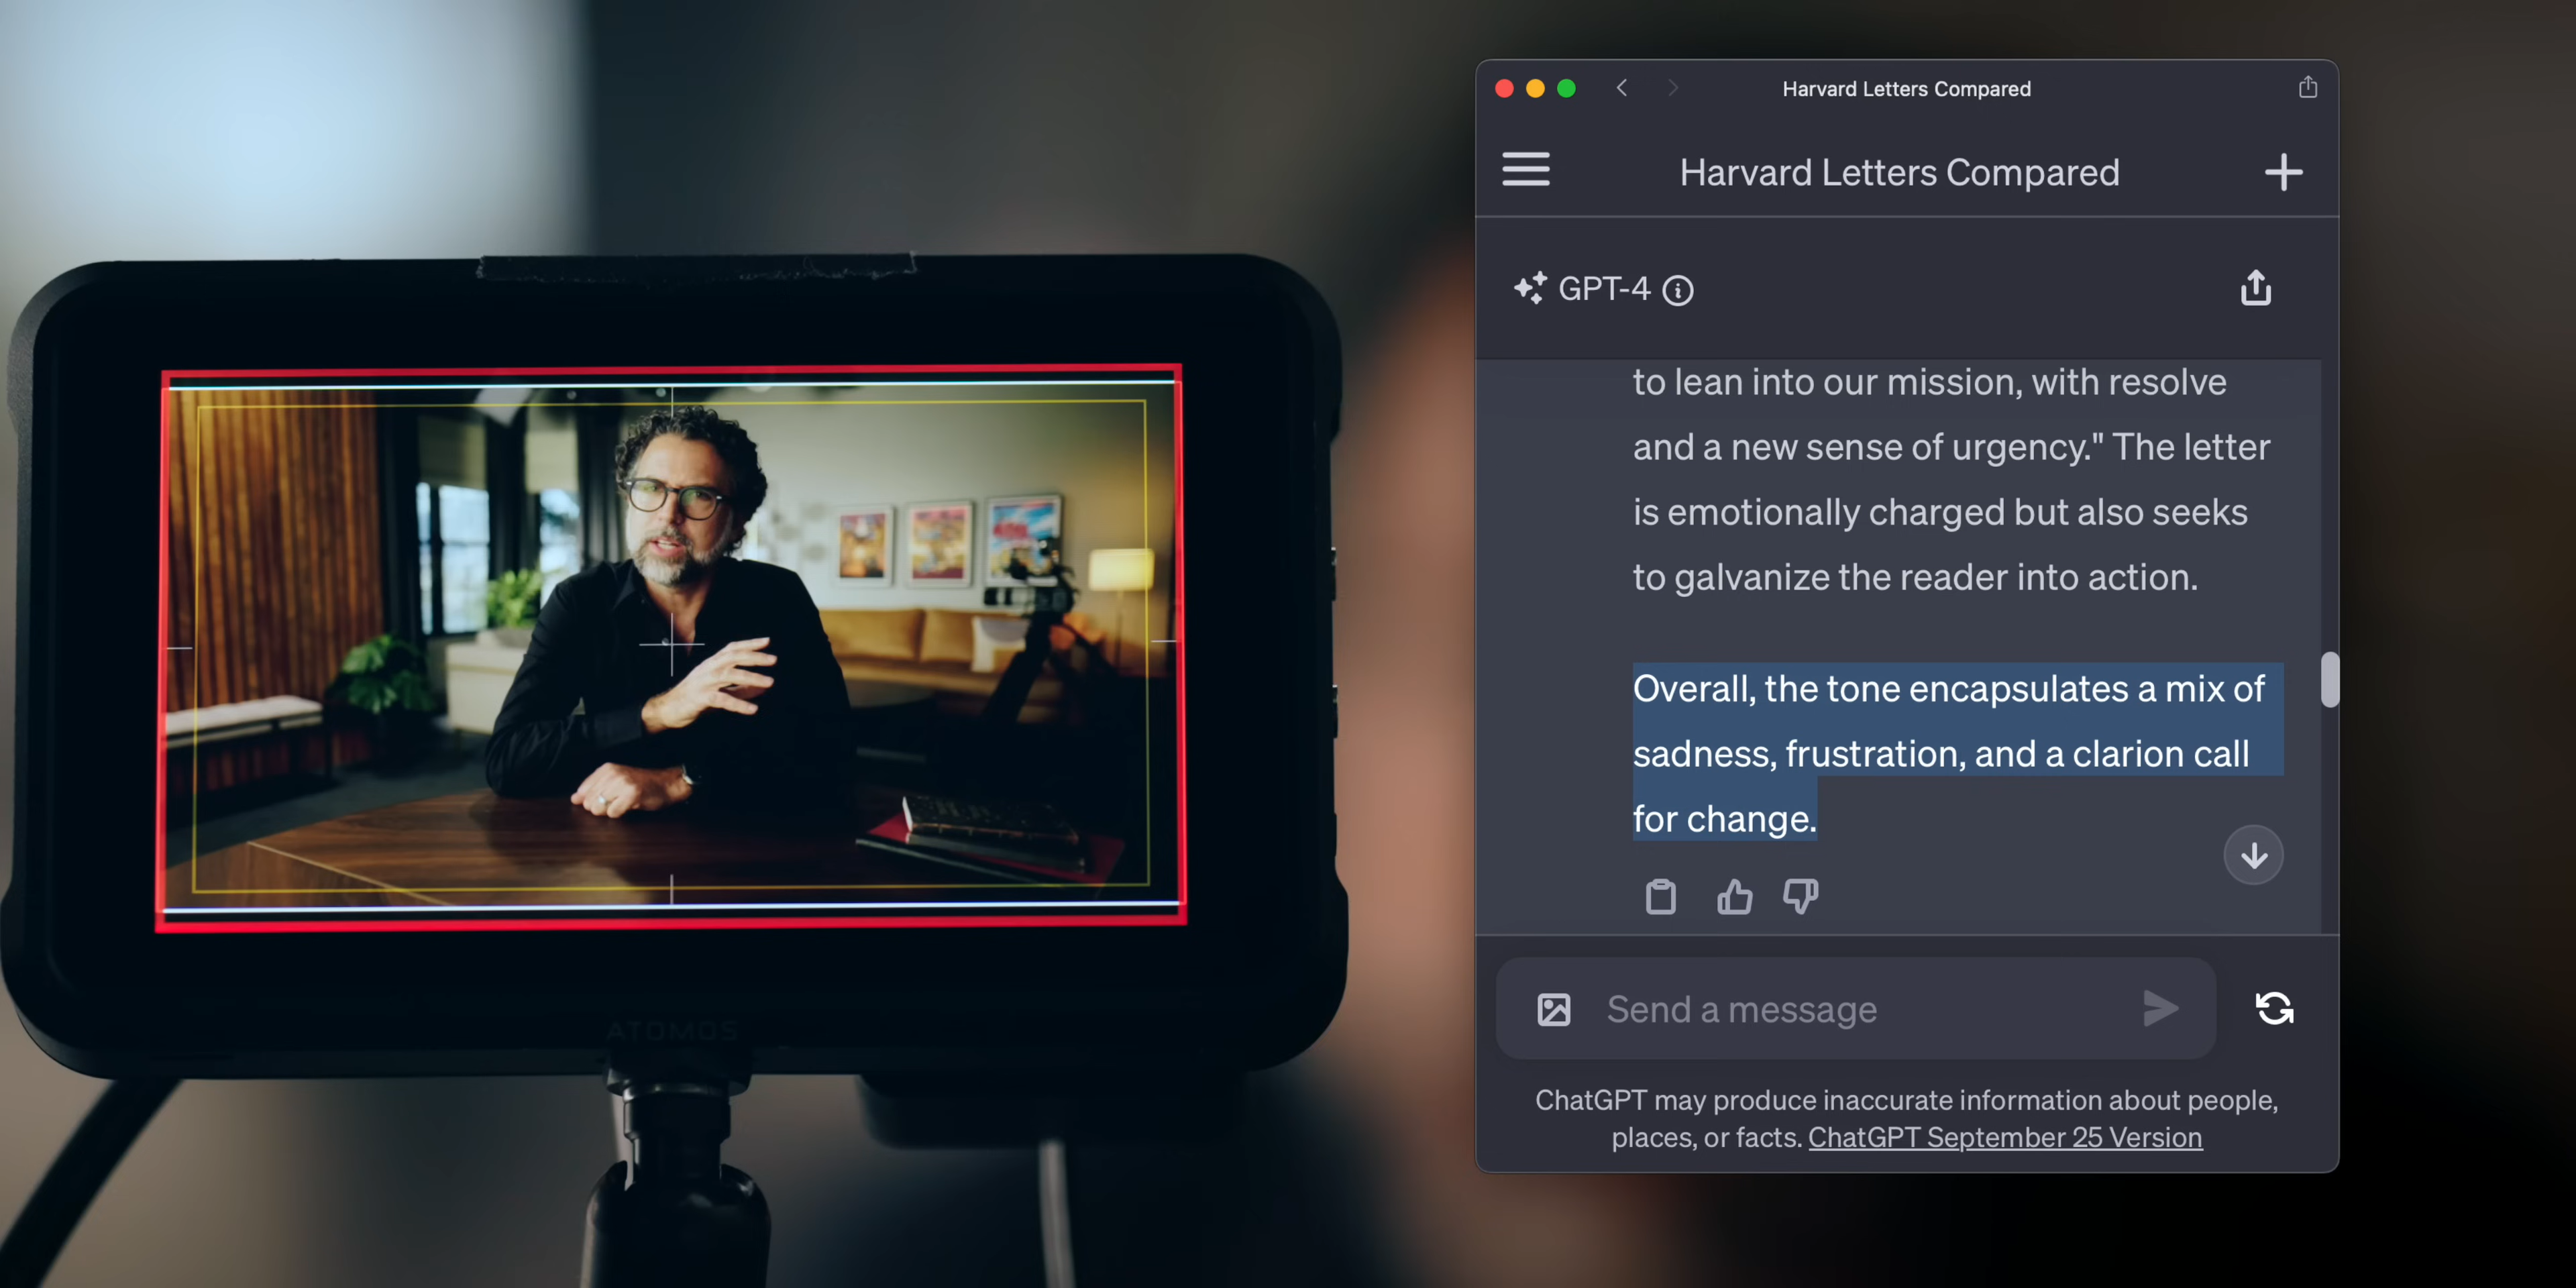 Harvard Letters Compared
Harvard Letters Compared
GPT-4
to lean into our mission, with resolve
and a new sense of urgency." The letter
is emotionally charged but also seeks
to galvanize the reader into action.
Overall, the tone encapsulates a mix of
sadness, frustration, and a clarion call
for change.
Send a message
ChatGPT may produce inaccurate information about people,
places, or facts. ChatGPT September 25 Version
ATOMOS